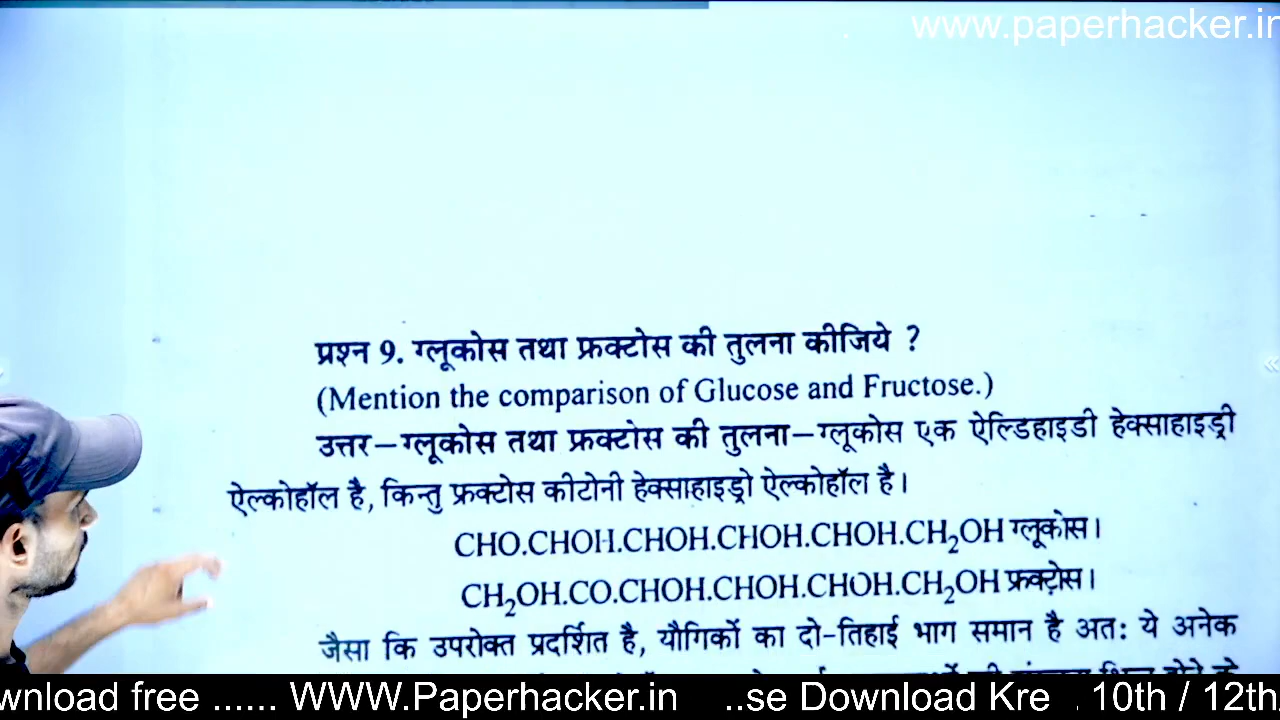 www.paperhacker.in
प्रश्न 9. ग्लूकोस तथा फ्रक्टोस की तुलना कीजिये ?
(Mention the comparison of Glucose and Fructose.)
उत्तर–ग्लूकोस तथा फ्रक्टोस की तुलना–ग्लूकोस एक ऐल्डिहाइडी हेक्साहाइड्री
ऐल्कोहॉल है, किन्तु फ्रक्टोस कीटोनी हेक्साहाइड्रो ऐल्कोहॉल है।
CHO.CHOH.CHOH.CHOH.CHOH.CH₂OH ग्लूकोस।
CH₂OH.CO.CHOH.CHOH.CHOH.CH₂OH फ्रक्टोस।
जैसा कि उपरोक्त प्रदर्शित है, यौगिकों का दो-तिहाई भाग समान है अतः ये अनेक
wnload free ...... WWW.Paperhacker.in ..se Download Kre . 10th / 12th